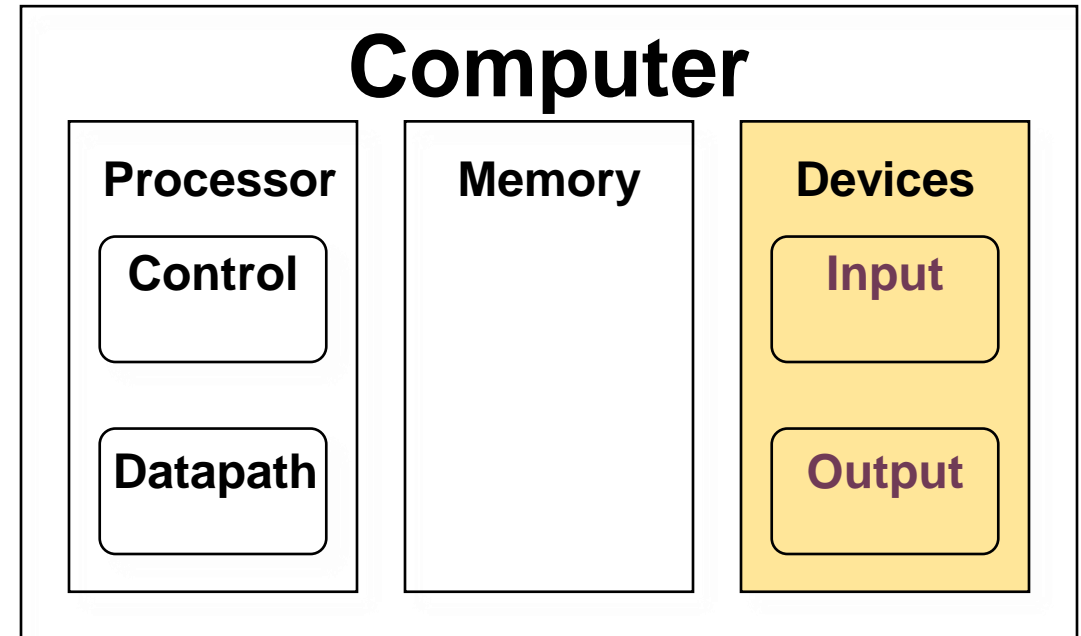 Computer
Processor
Control
Datapath
Memory
Devices
Input
Output